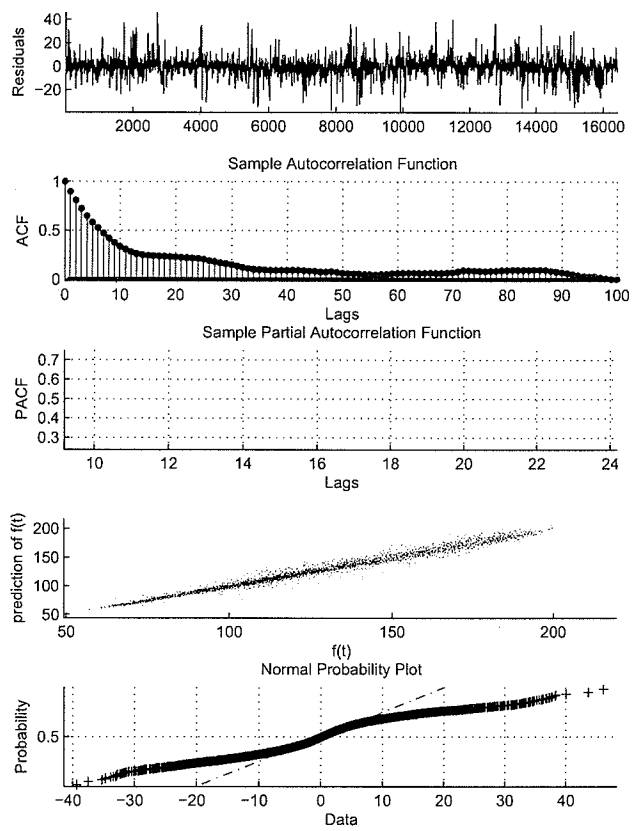 40
20
0
−20
Residuals
2000 4000 6000 8000 10000 12000 14000 16000
Sample Autocorrelation Function
1
0.5
0
ACF
0 10 20 30 40 50 60 70 80 90 100
Lags
Sample Partial Autocorrelation Function
0.7
0.6
0.5
0.4
0.3
PACF
10 12 14 16 18 20 22 24
Lags
200
150
100
50
prediction of f(t)
50 100 150 200
f(t)
Normal Probability Plot
0.5
Probability
−40 −30 −20 −10 0 10 20 30 40
Data